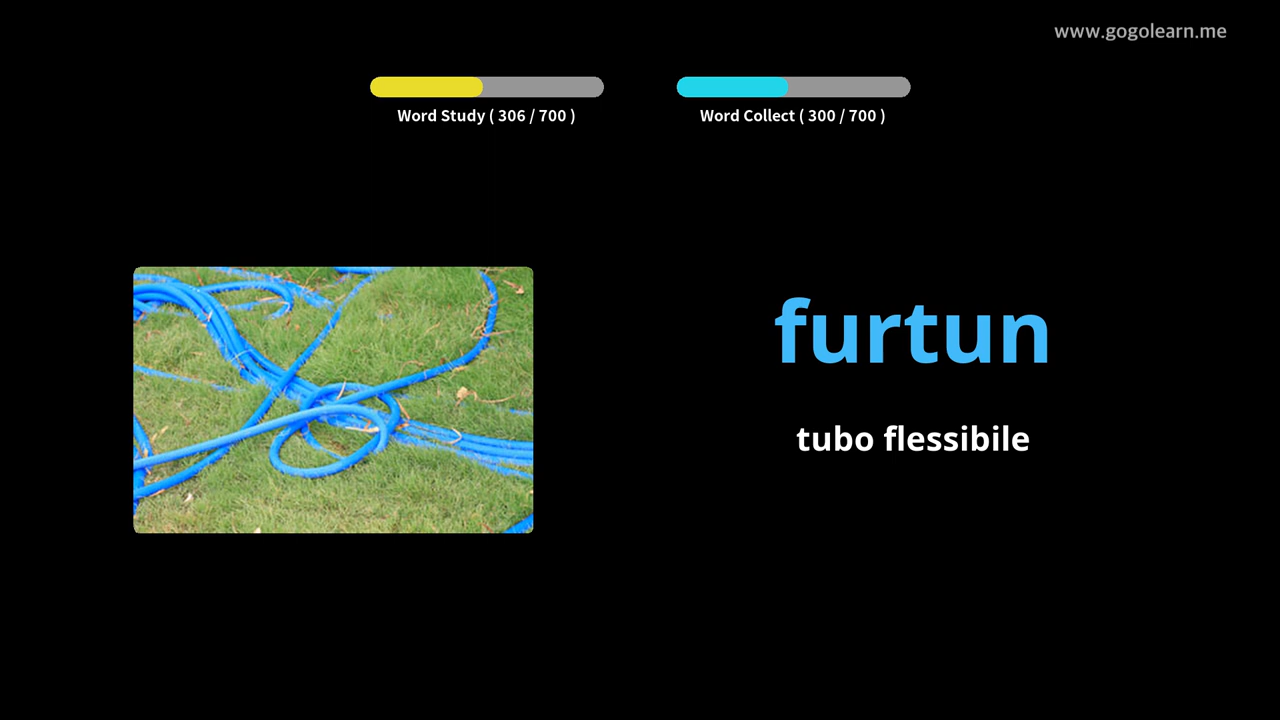 www.gogolearn.me
Word Study ( 306 / 700 )
Word Collect ( 300 / 700 )
furtun
tubo flessibile